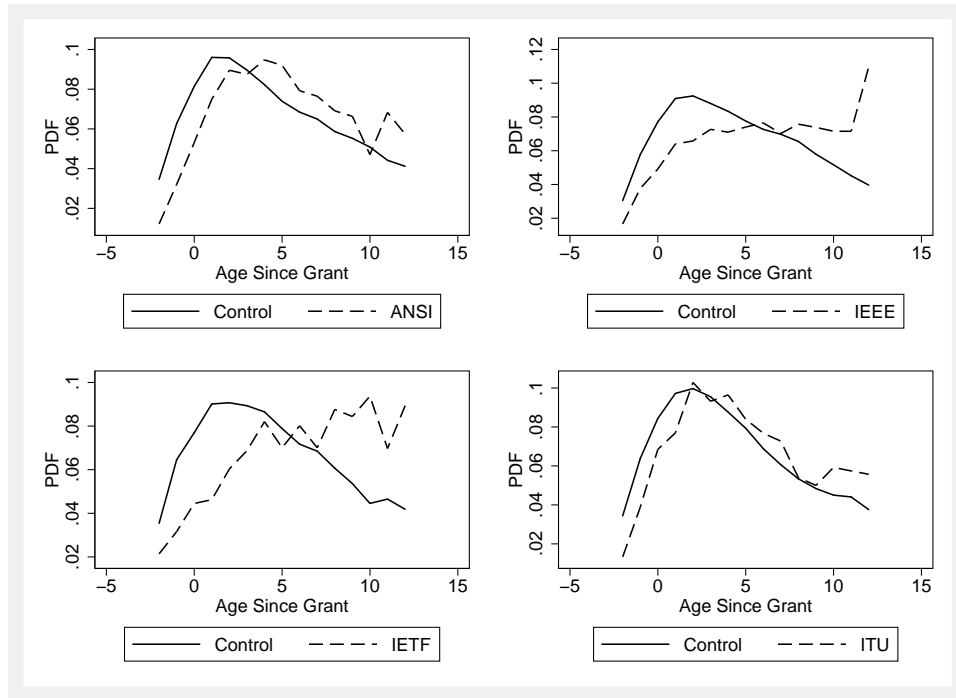 PDF
.02 .04 .06 .08 .1
−5 0 5 10 15
Age Since Grant
Control ANSI
PDF
.02 .04 .06 .08 .1 .12
−5 0 5 10 15
Age Since Grant
Control IEEE
PDF
.02 .04 .06 .08 .1
−5 0 5 10 15
Age Since Grant
Control IETF
PDF
.02 .04 .06 .08 .1
−5 0 5 10 15
Age Since Grant
Control ITU